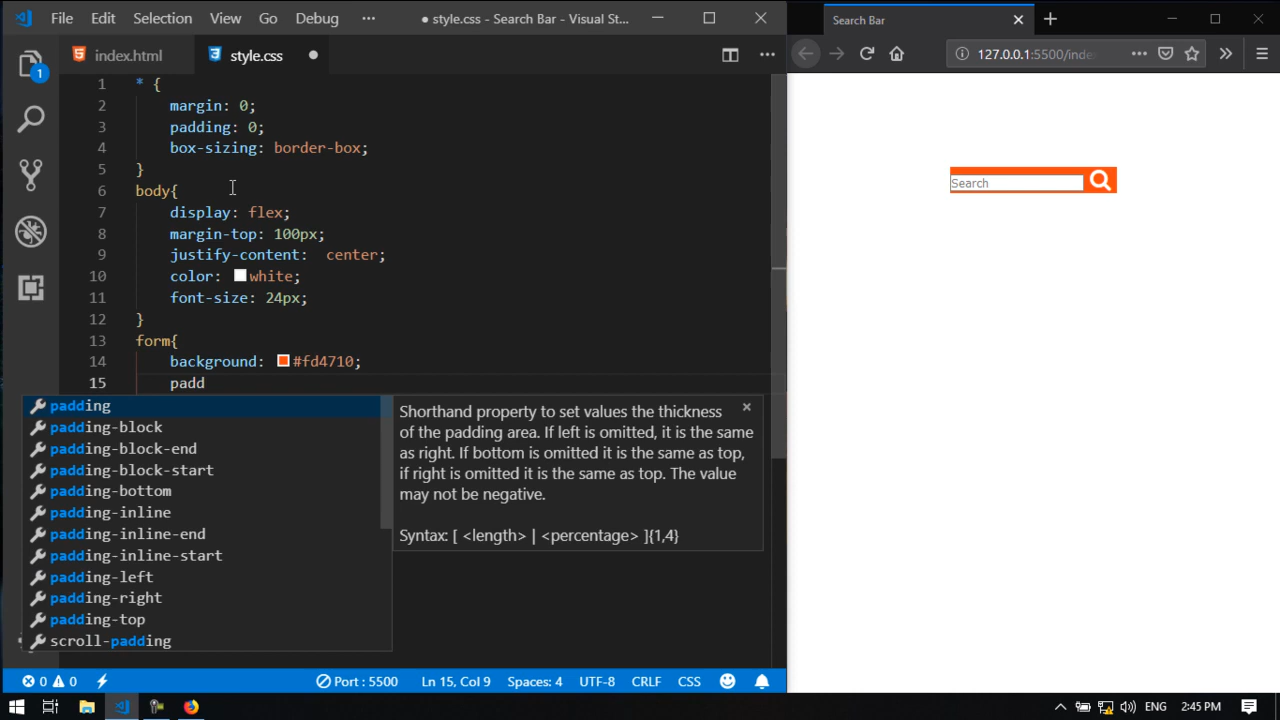 File Edit Selection View Go Debug ··· ● style.css - Search Bar - Visual St...
Search Bar
index.html style.css
127.0.0.1:5500/inde
1 * {
2 margin: 0;
3 padding: 0;
4 box-sizing: border-box;
5 }
6 body{
7 display: flex;
8 margin-top: 100px;
9 justify-content:  center;
10 color: white;
11 font-size: 24px;
12 }
13 form{
14 background: #fd4710;
15 padd
1
padding
padding-block
padding-block-end
padding-block-start
padding-bottom
padding-inline
padding-inline-end
padding-inline-start
padding-left
padding-right
padding-top
scroll-padding
Shorthand property to set values the thickness
of the padding area. If left is omitted, it is the same
as right. If bottom is omitted it is the same as top,
if right is omitted it is the same as top. The value
may not be negative.
Syntax: [ <length> | <percentage> ]{1,4}
Search
0 0 Port : 5500 Ln 15, Col 9 Spaces: 4 UTF-8 CRLF CSS
ENG 2:45 PM